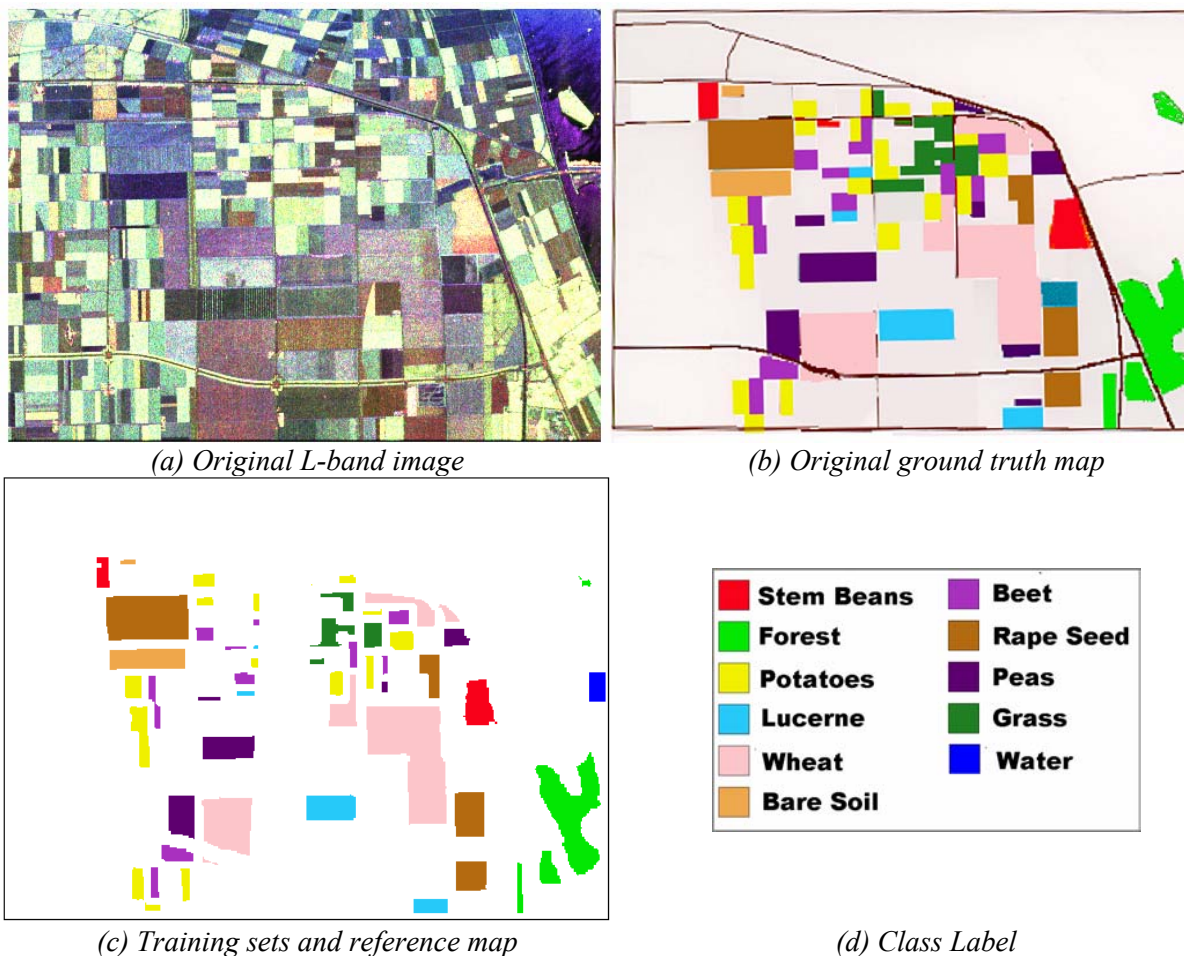 (a) Original L-band image
(b) Original ground truth map
Stem Beans
Beet
Forest
Rape Seed
Potatoes
Peas
Lucerne
Grass
Wheat
Water
Bare Soil
(c) Training sets and reference map
(d) Class Label